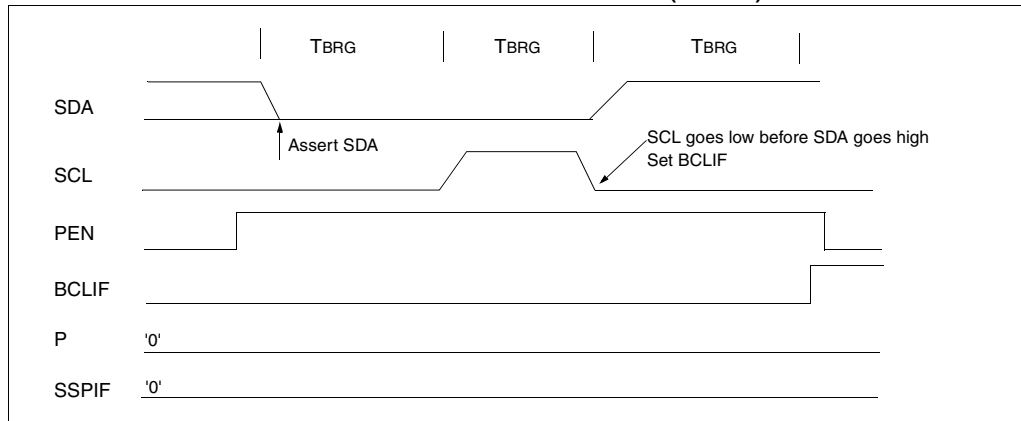 TBRG TBRG TBRG
SDA
Assert SDA
SCL goes low before SDA goes high
Set BCLIF
SCL
PEN
BCLIF
P '0'
SSPIF '0'